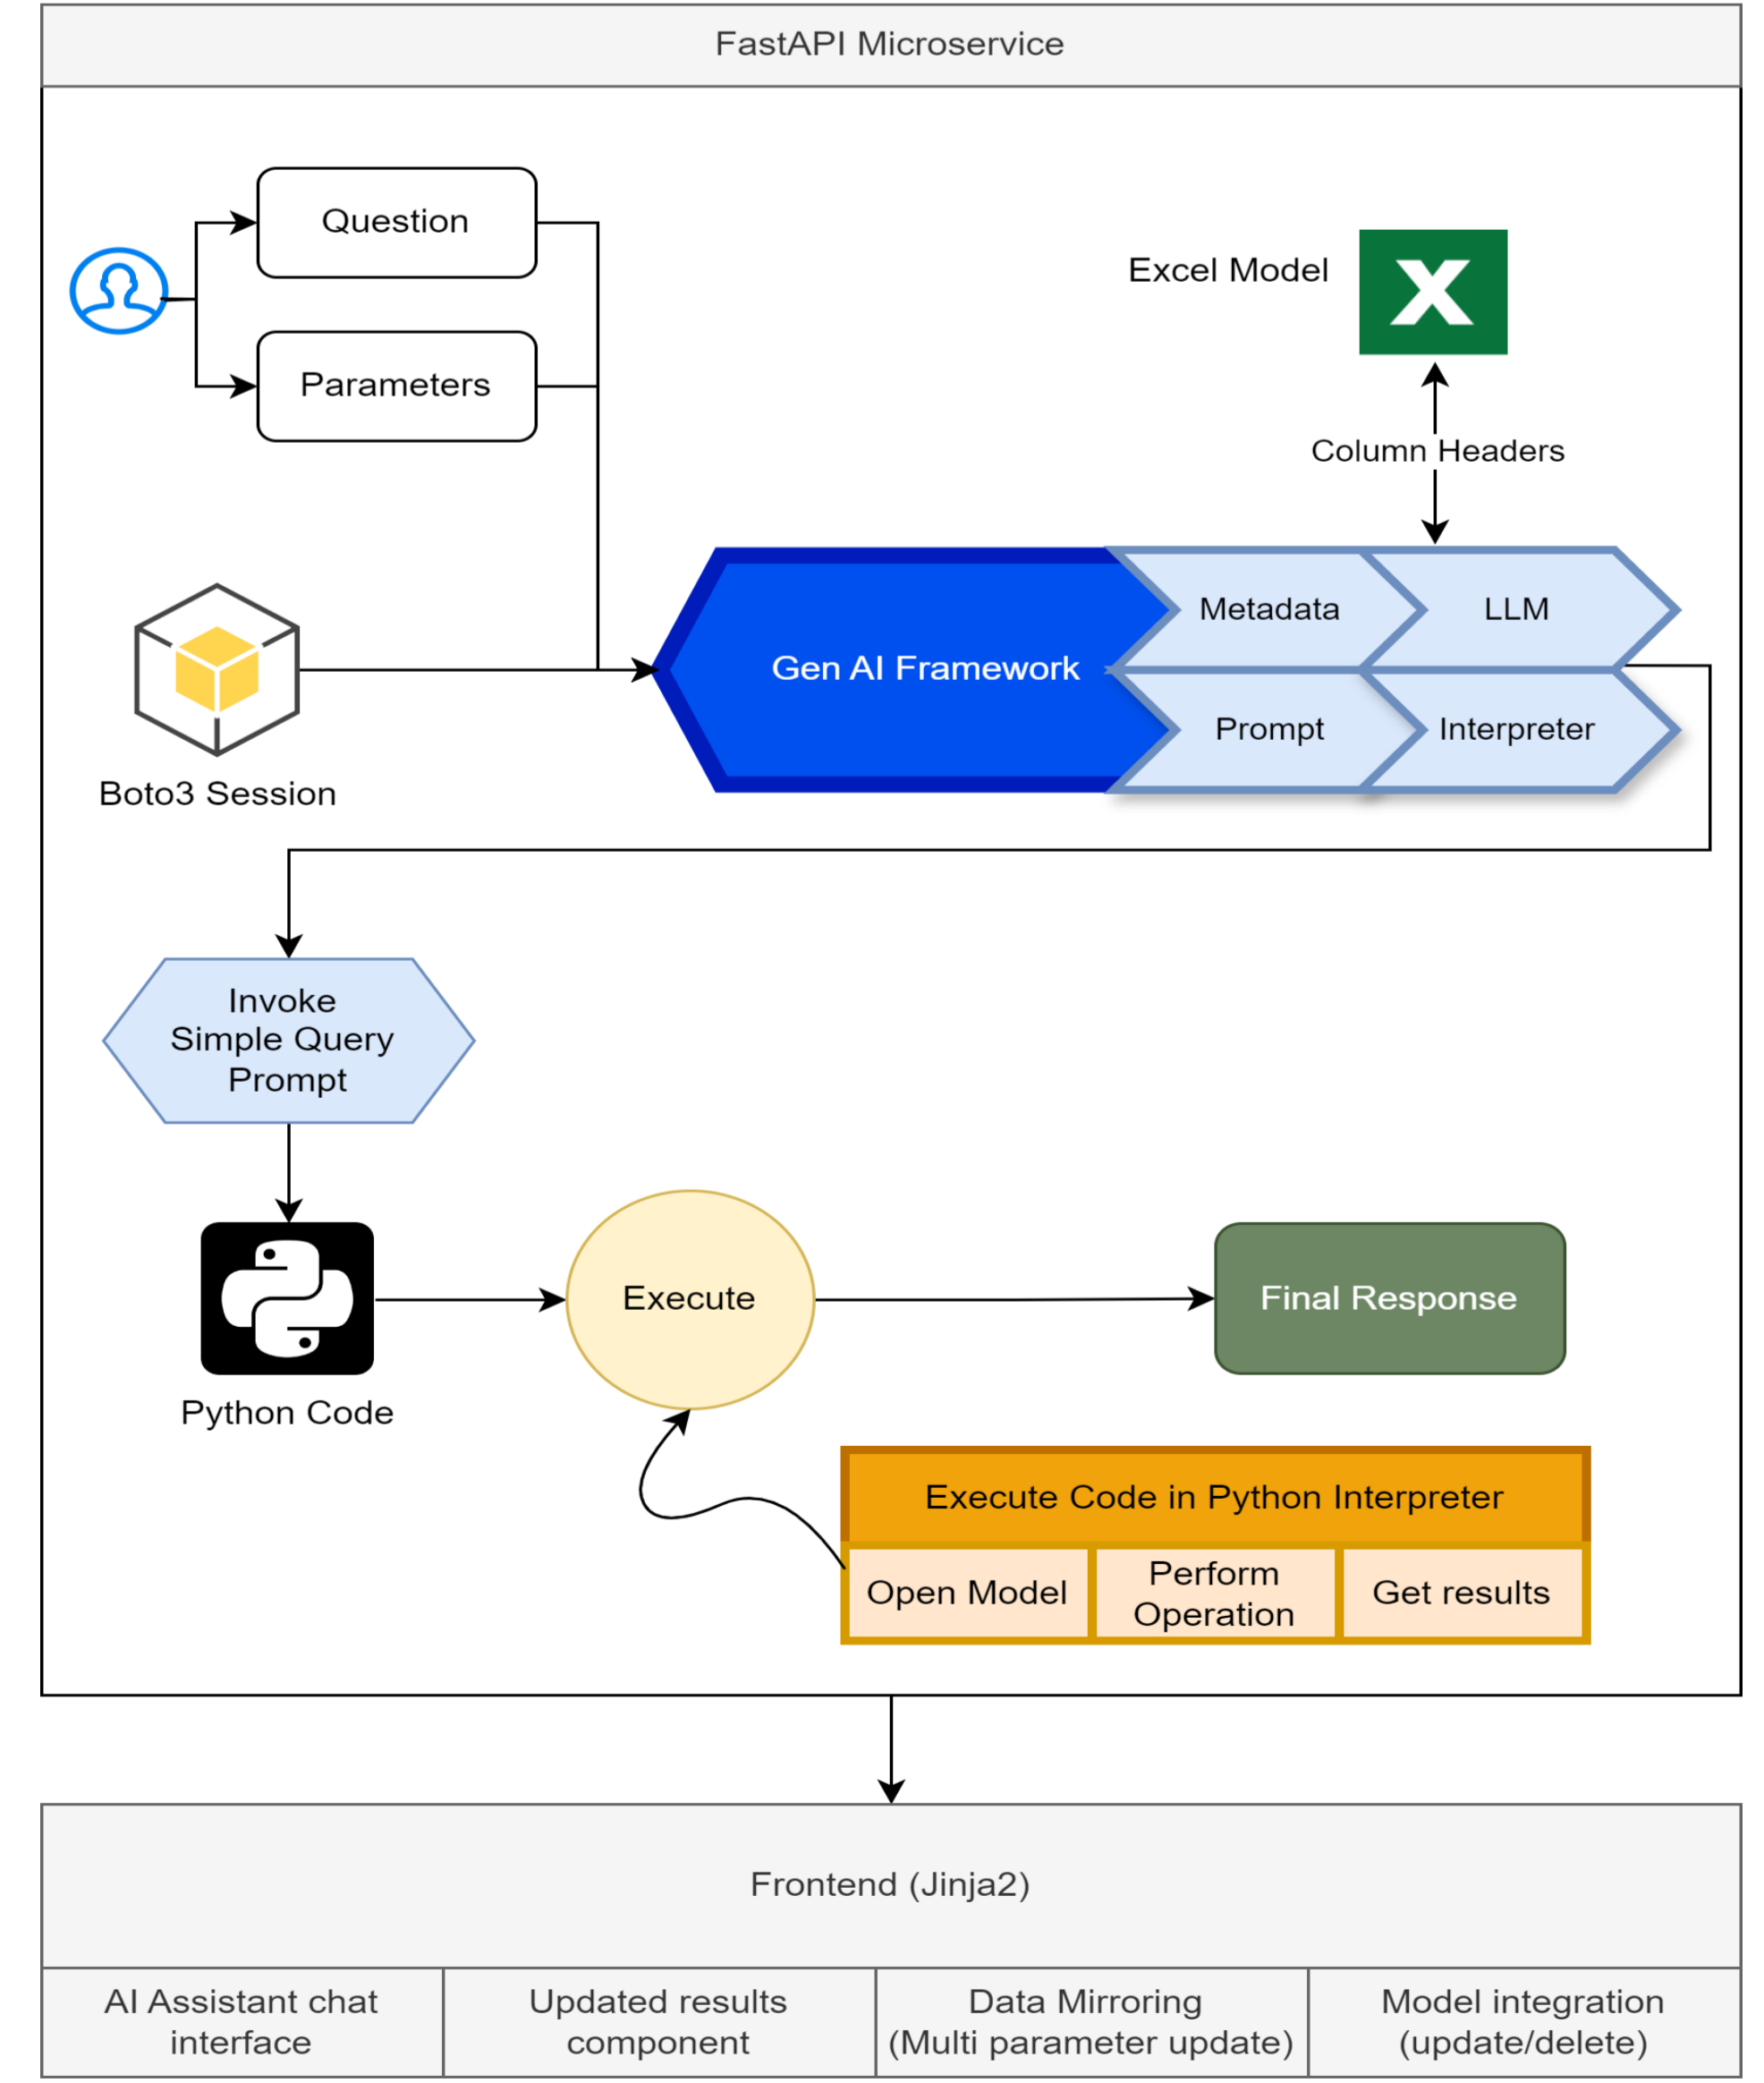 FastAPI Microservice
Question
Parameters
Excel Model
Column Headers
Gen AI Framework
Metadata
LLM
Prompt
Interpreter
Boto3 Session
Invoke
Simple Query
Prompt
Python Code
Execute
Final Response
Execute Code in Python Interpreter
Open Model
Perform
Operation
Get results
Frontend (Jinja2)
AI Assistant chat
interface
Updated results
component
Data Mirroring
(Multi parameter update)
Model integration
(update/delete)